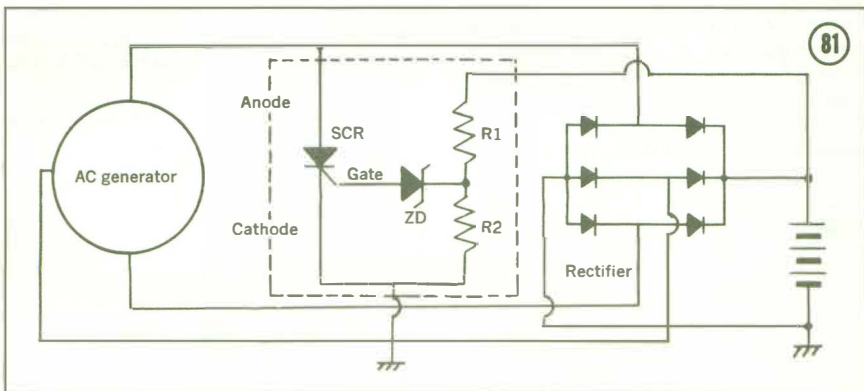 81
Anode
SCR
R1
AC generator
Gate
ZD
R2
Cathode
Rectifier